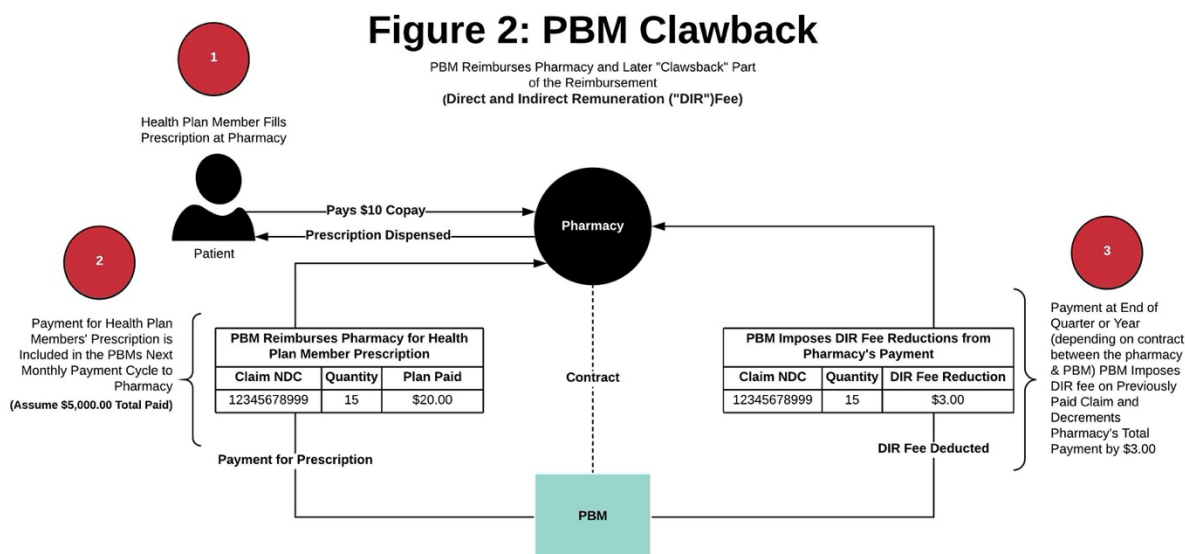 Figure 2: PBM Clawback
PBM Reimburses Pharmacy and Later "Clawsback" Part
of the Reimbursement
(Direct and Indirect Remuneration ("DIR")Fee)
1
Health Plan Member Fills
Prescription at Pharmacy
Pays $10 Copay
Prescription Dispensed
Patient
Pharmacy
2
Payment for Health Plan
Members' Prescription is
Included in the PBMs Next
Monthly Payment Cycle to
Pharmacy
(Assume $5,000.00 Total Paid)
PBM Reimburses Pharmacy for Health
Plan Member Prescription
Claim NDC Quantity Plan Paid
12345678999 15 $20.00
Payment for Prescription
Contract
PBM
PBM Imposes DIR Fee Reductions from
Pharmacy's Payment
Claim NDC Quantity DIR Fee Reduction
12345678999 15 $3.00
DIR Fee Deducted
3
Payment at End of
Quarter or Year
(depending on contract
between the pharmacy
& PBM) PBM Imposes
DIR fee on Previously
Paid Claim and
Decrements
Pharmacy's Total
Payment by $3.00